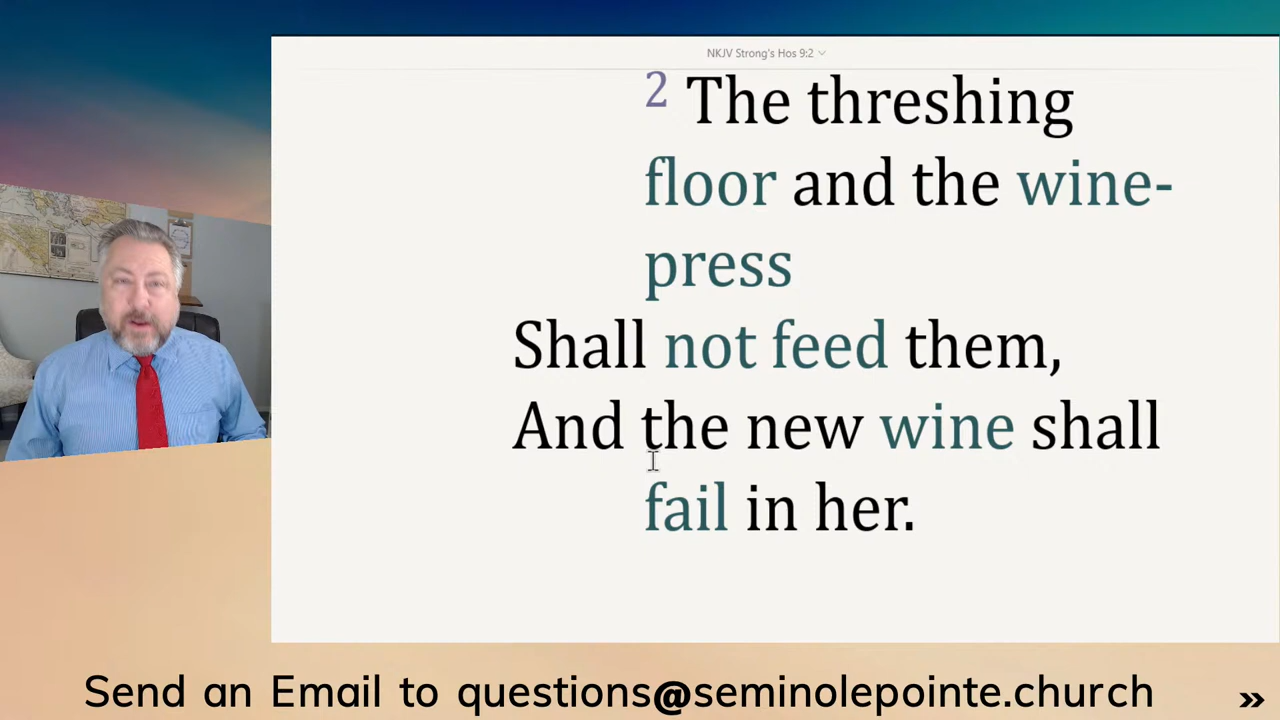 NKJV Strong's Hos 9:2
2 The threshing
floor and the wine-
press
Shall not feed them,
And the new wine shall
fail in her.
Send an Email to questions@seminolepointe.church »